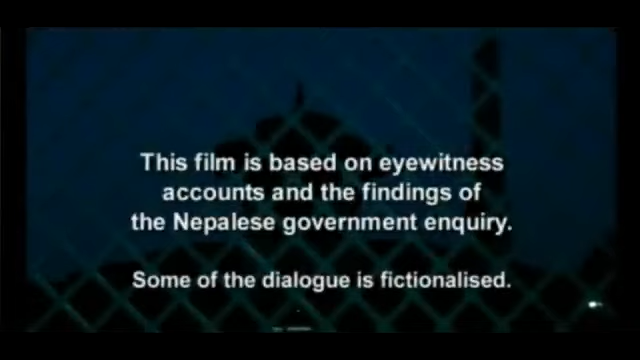 This film is based on eyewitness
accounts and the findings of
the Nepalese government enquiry.
Some of the dialogue is fictionalised.